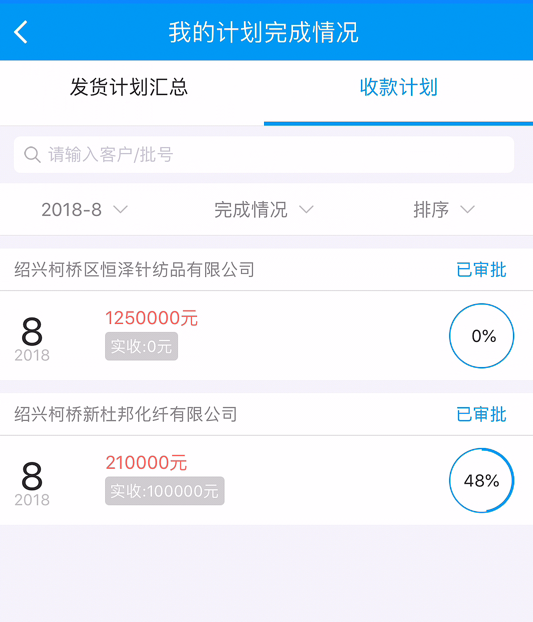 我的计划完成情况
发货计划汇总 收款计划
请输入客户/批号
2018-8 完成情况 排序
绍兴柯桥区恒泽针纺品有限公司 已审批
8 1250000元
2018 实收:0元 0%
绍兴柯桥新杜邦化纤有限公司 已审批
8 210000元
2018 实收:100000元 48%